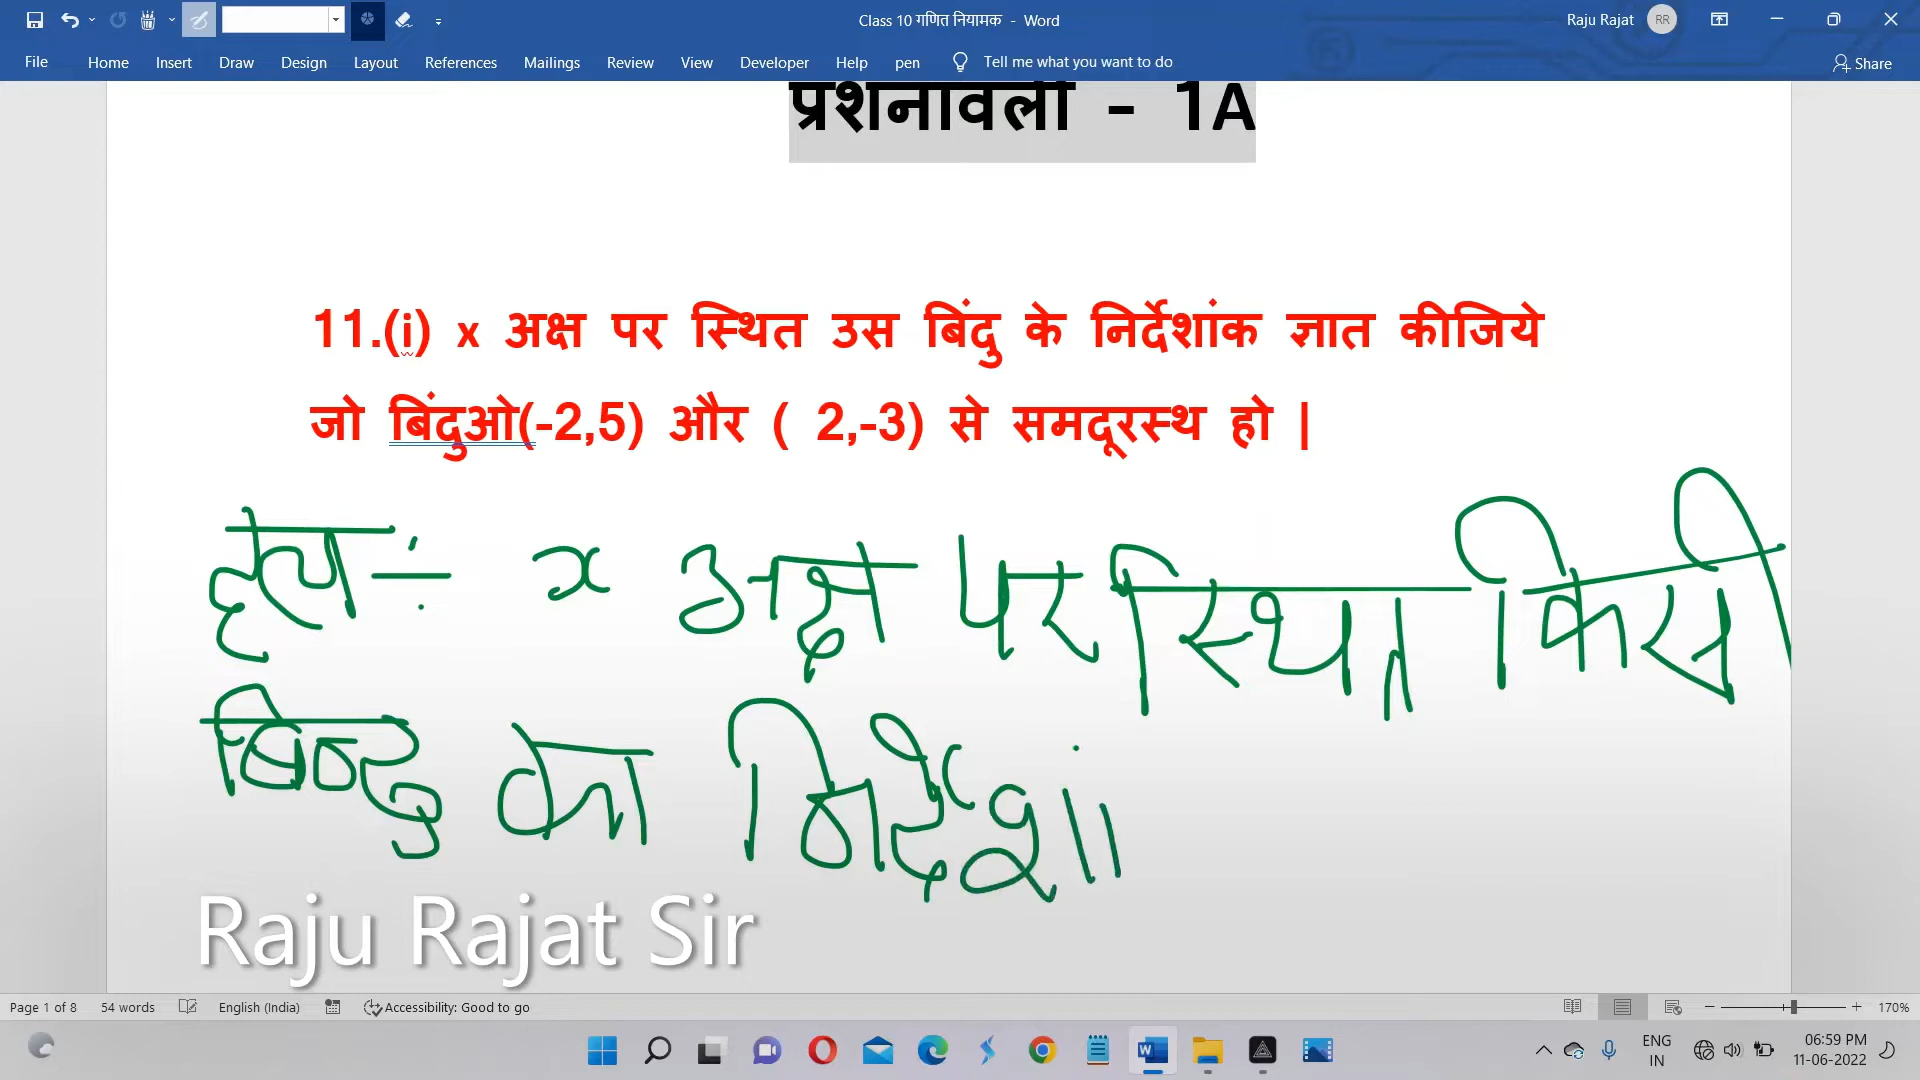 Class 10 गणित नियामक - Word
Raju Rajat RR
File Home Insert Draw Design Layout References Mailings Review View Developer Help pen Tell me what you want to do Share
प्रशनावली - 1A
11.(i) x अक्ष पर स्थित उस बिंदु के निर्देशांक ज्ञात कीजिये
जो बिंदुओ(-2,5) और ( 2,-3) से समदूरस्थ हो |
हल:- x अक्ष पर स्थित किसी
बिन्दु का
Raju Rajat Sir
Page 1 of 8 54 words English (India) Accessibility: Good to go 170%
ENG 06:59 PM
IN 11-06-2022